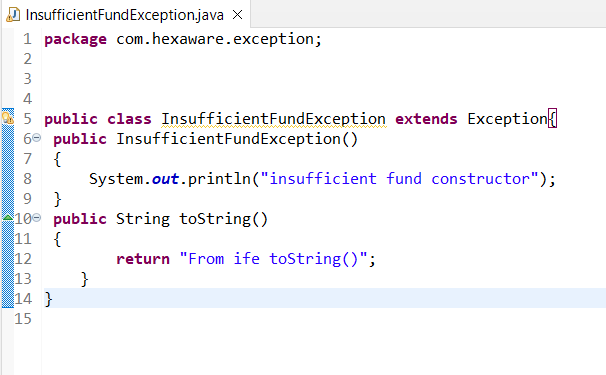 InsufficientFundException.java
1 package com.hexaware.exception;
2
3
4
5 public class InsufficientFundException extends Exception{
6 public InsufficientFundException()
7 {
8 System.out.println("insufficient fund constructor");
9 }
10 public String toString()
11 {
12 return "From ife toString()";
13 }
14 }
15